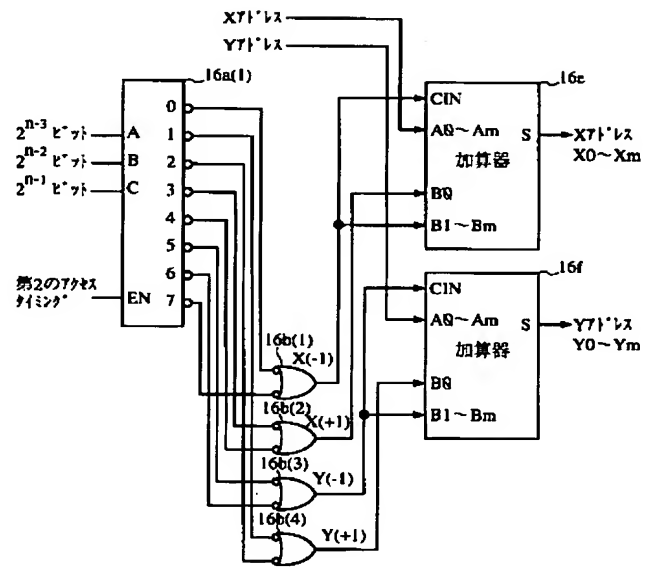 Xｱﾄﾞﾚｽ
Yｱﾄﾞﾚｽ
16a(1)
16e
0
1
2
3
4
5
6
7
2n-3 ﾋﾞｯﾄ
A
2n-2 ﾋﾞｯﾄ
B
2n-1 ﾋﾞｯﾄ
C
第2のｱｸｾｽ
ﾀｲﾐﾝｸﾞ
EN
CIN
A0～Am
加算器
B0
B1～Bm
S
Xｱﾄﾞﾚｽ
X0～Xm
16f
CIN
A0～Am
加算器
B0
B1～Bm
S
Yｱﾄﾞﾚｽ
Y0～Ym
16b(1)
X(-1)
16b(2)
X(+1)
16b(3)
Y(-1)
16b(4)
Y(+1)